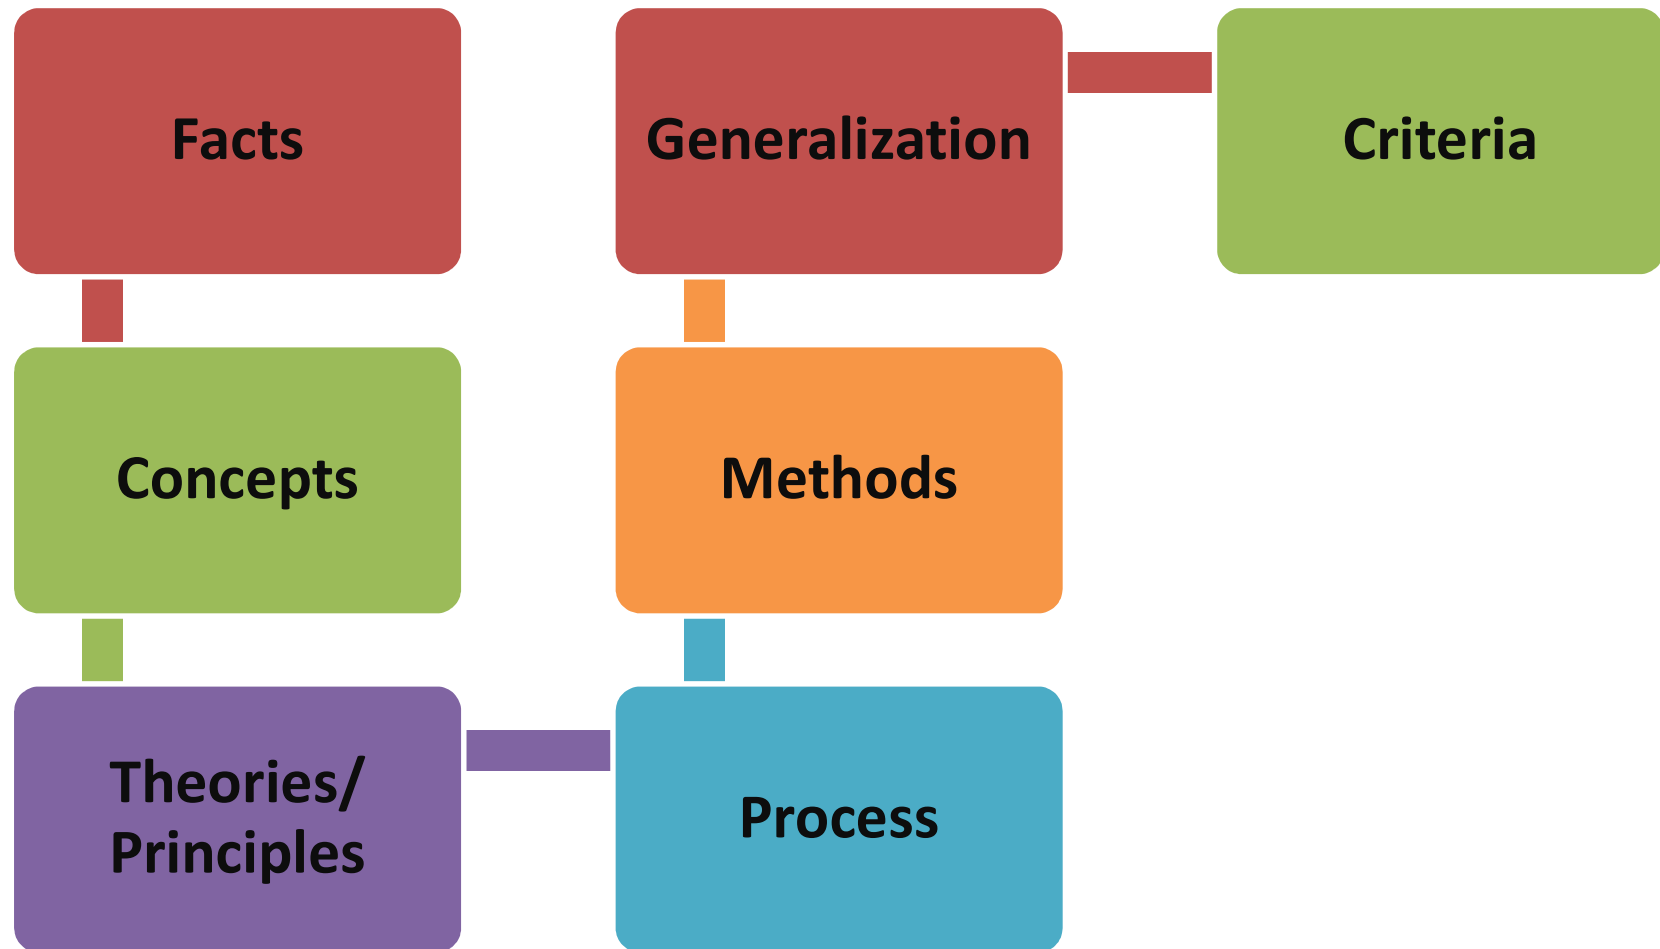 Facts
Concepts
Theories/
Principles
Process
Methods
Generalization
Criteria